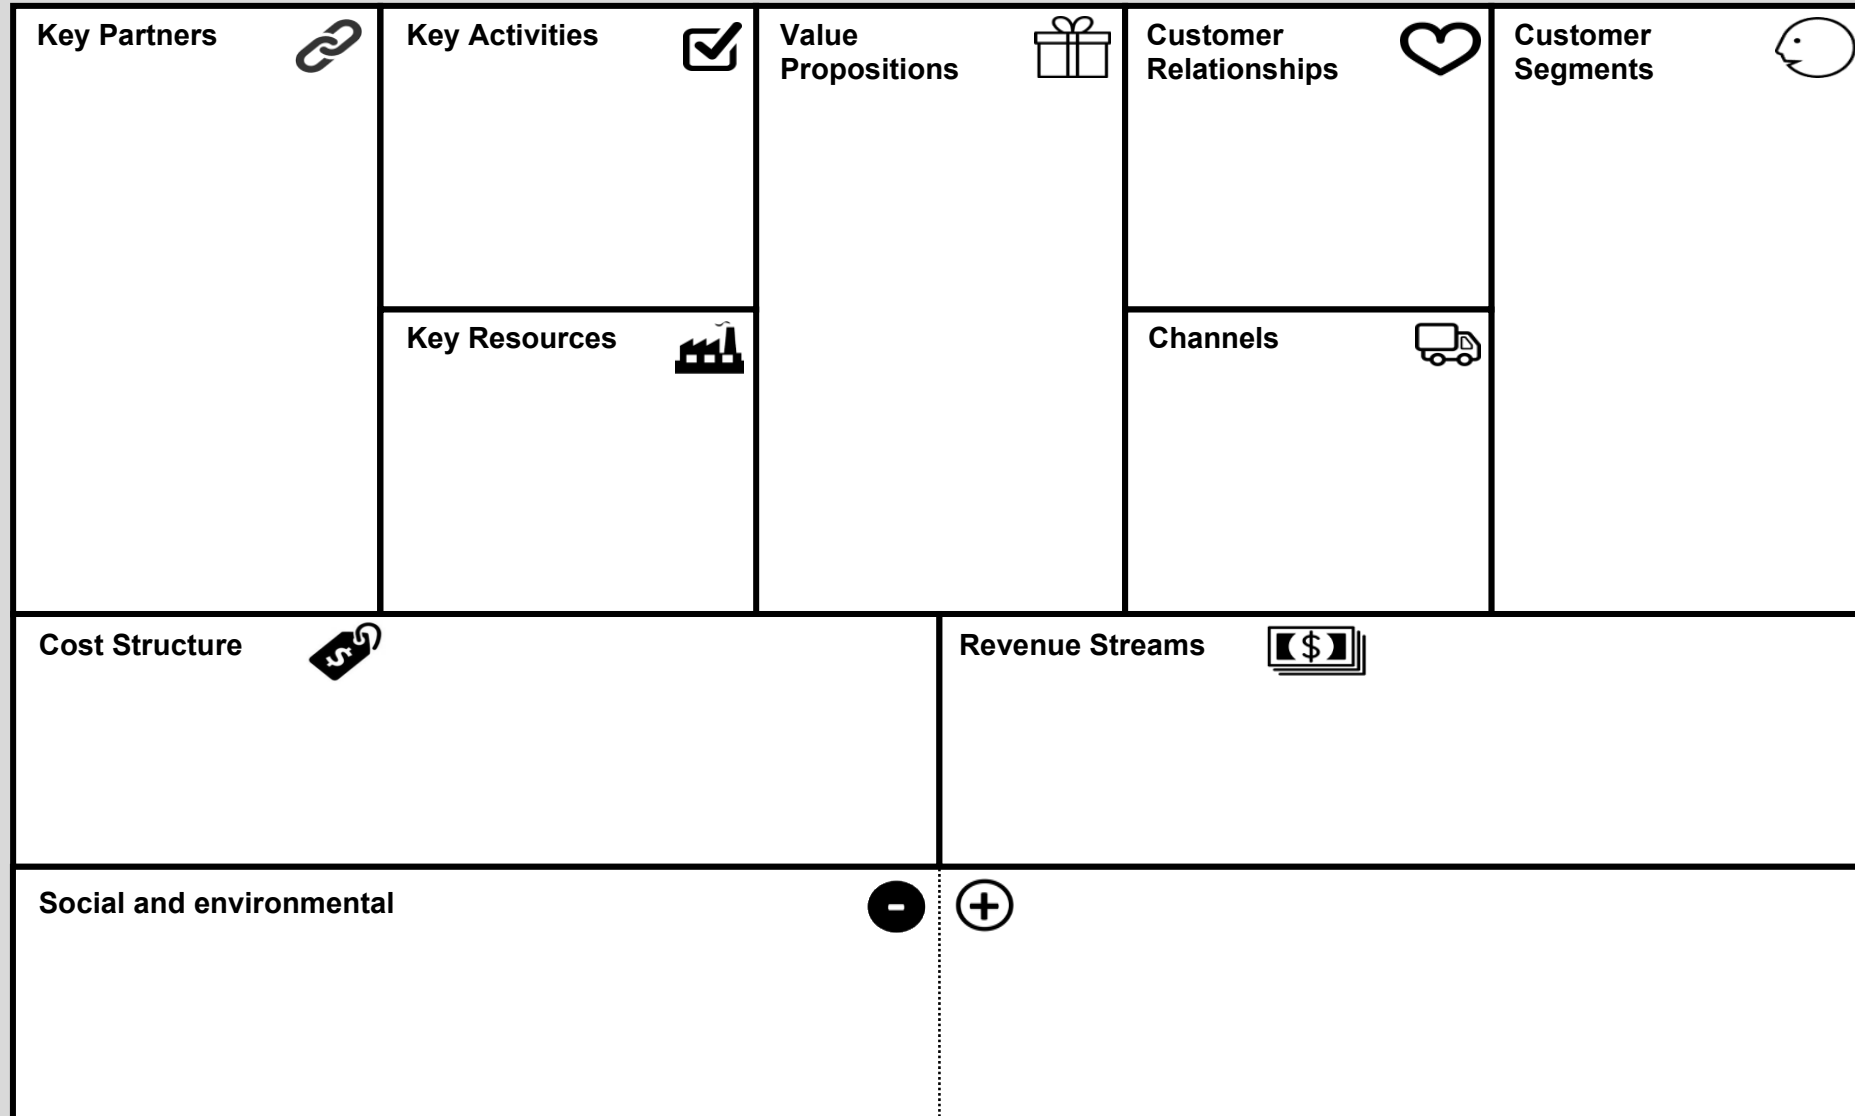 Key Partners
Key Activities
Value
Propositions
Customer
Relationships
Customer
Segments
Key Resources
Channels
Cost Structure
$
Revenue Streams
$
Social and environmental
-
+